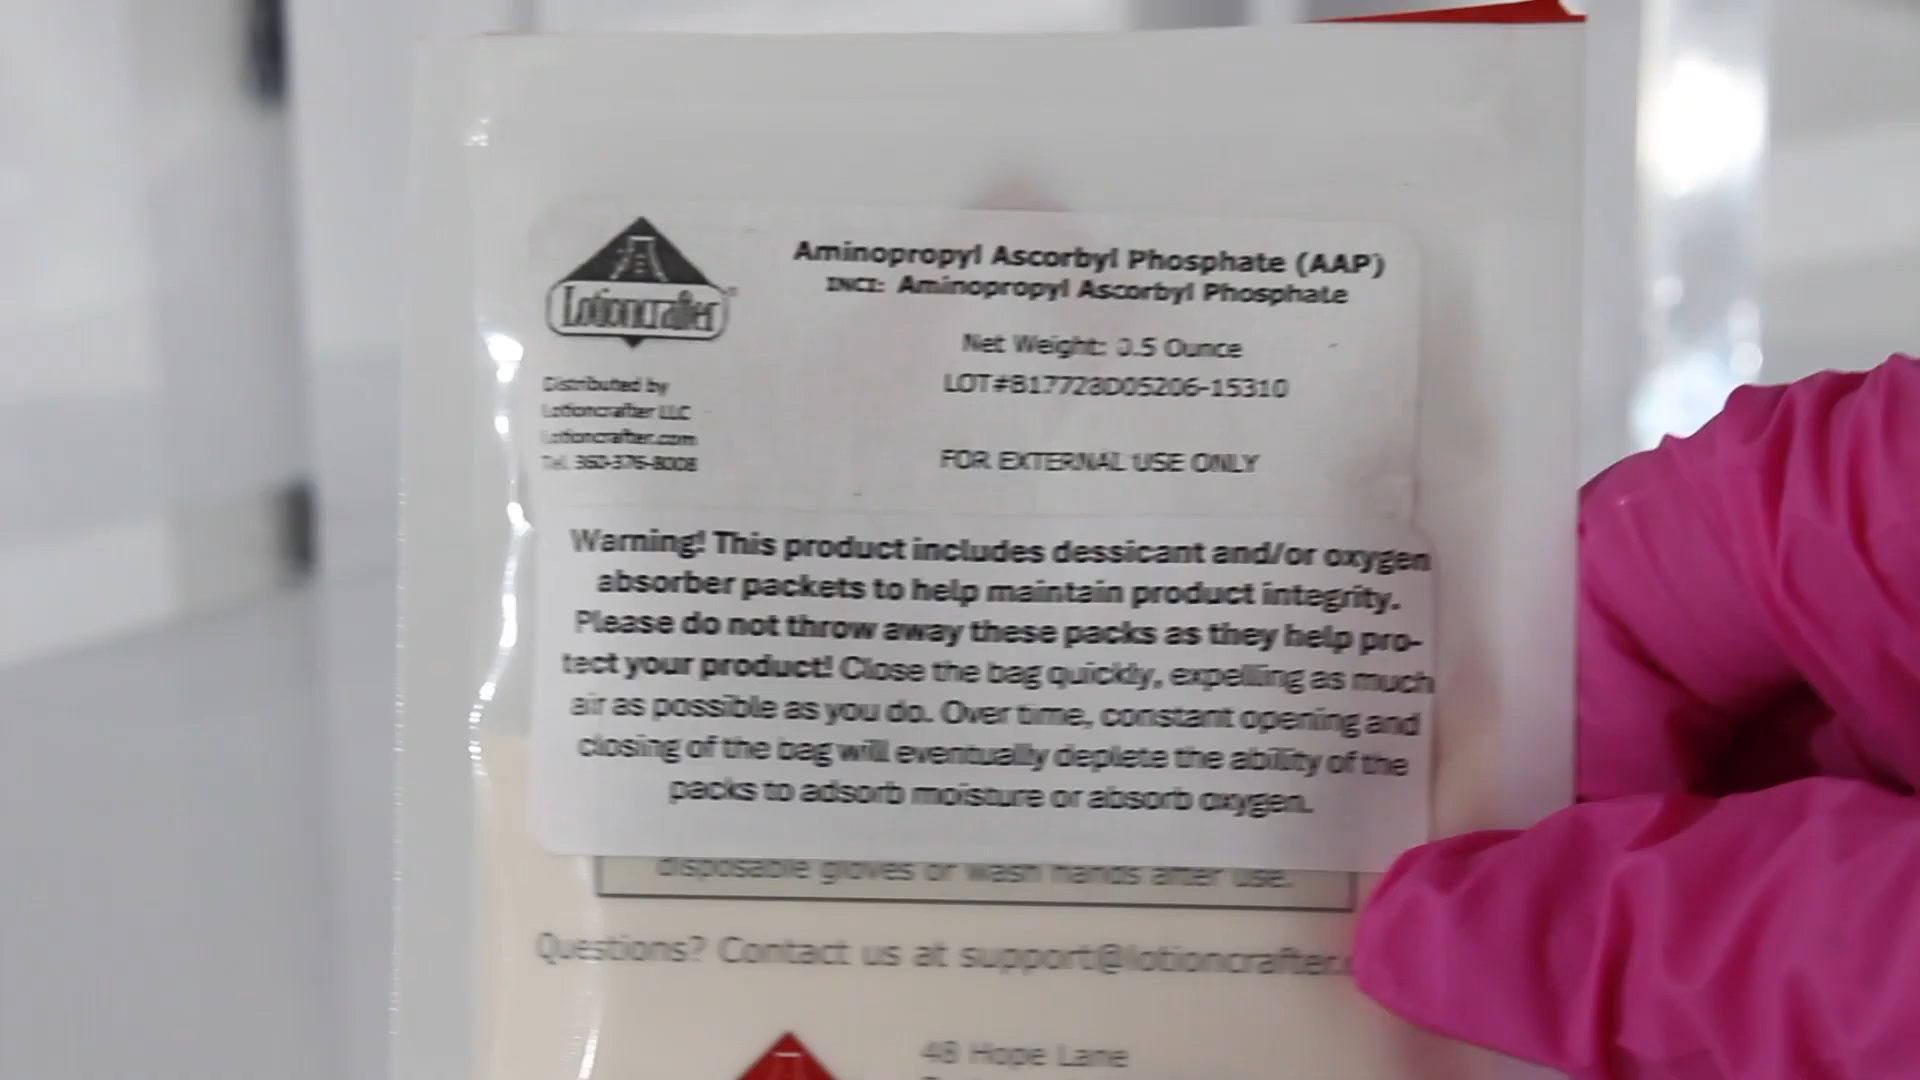 Lotioncrafter
Distributed by
Lotioncrafter LLC
Lotioncrafter.com
Tel. 360-376-8008
Aminopropyl Ascorbyl Phosphate (AAP)
INCI: Aminopropyl Ascorbyl Phosphate
Net Weight: 0.5 Ounce
LOT#B17728D05206-15310
FOR EXTERNAL USE ONLY
Warning! This product includes dessicant and/or oxygen
absorber packets to help maintain product integrity.
Please do not throw away these packs as they help pro-
tect your product! Close the bag quickly, expelling as much
air as possible as you do. Over time, constant opening and
closing of the bag will eventually deplete the ability of the
packs to adsorb moisture or absorb oxygen.
disposable gloves or wash hands after use.
Questions? Contact us at support@lotioncrafter.
48 Hope Lane